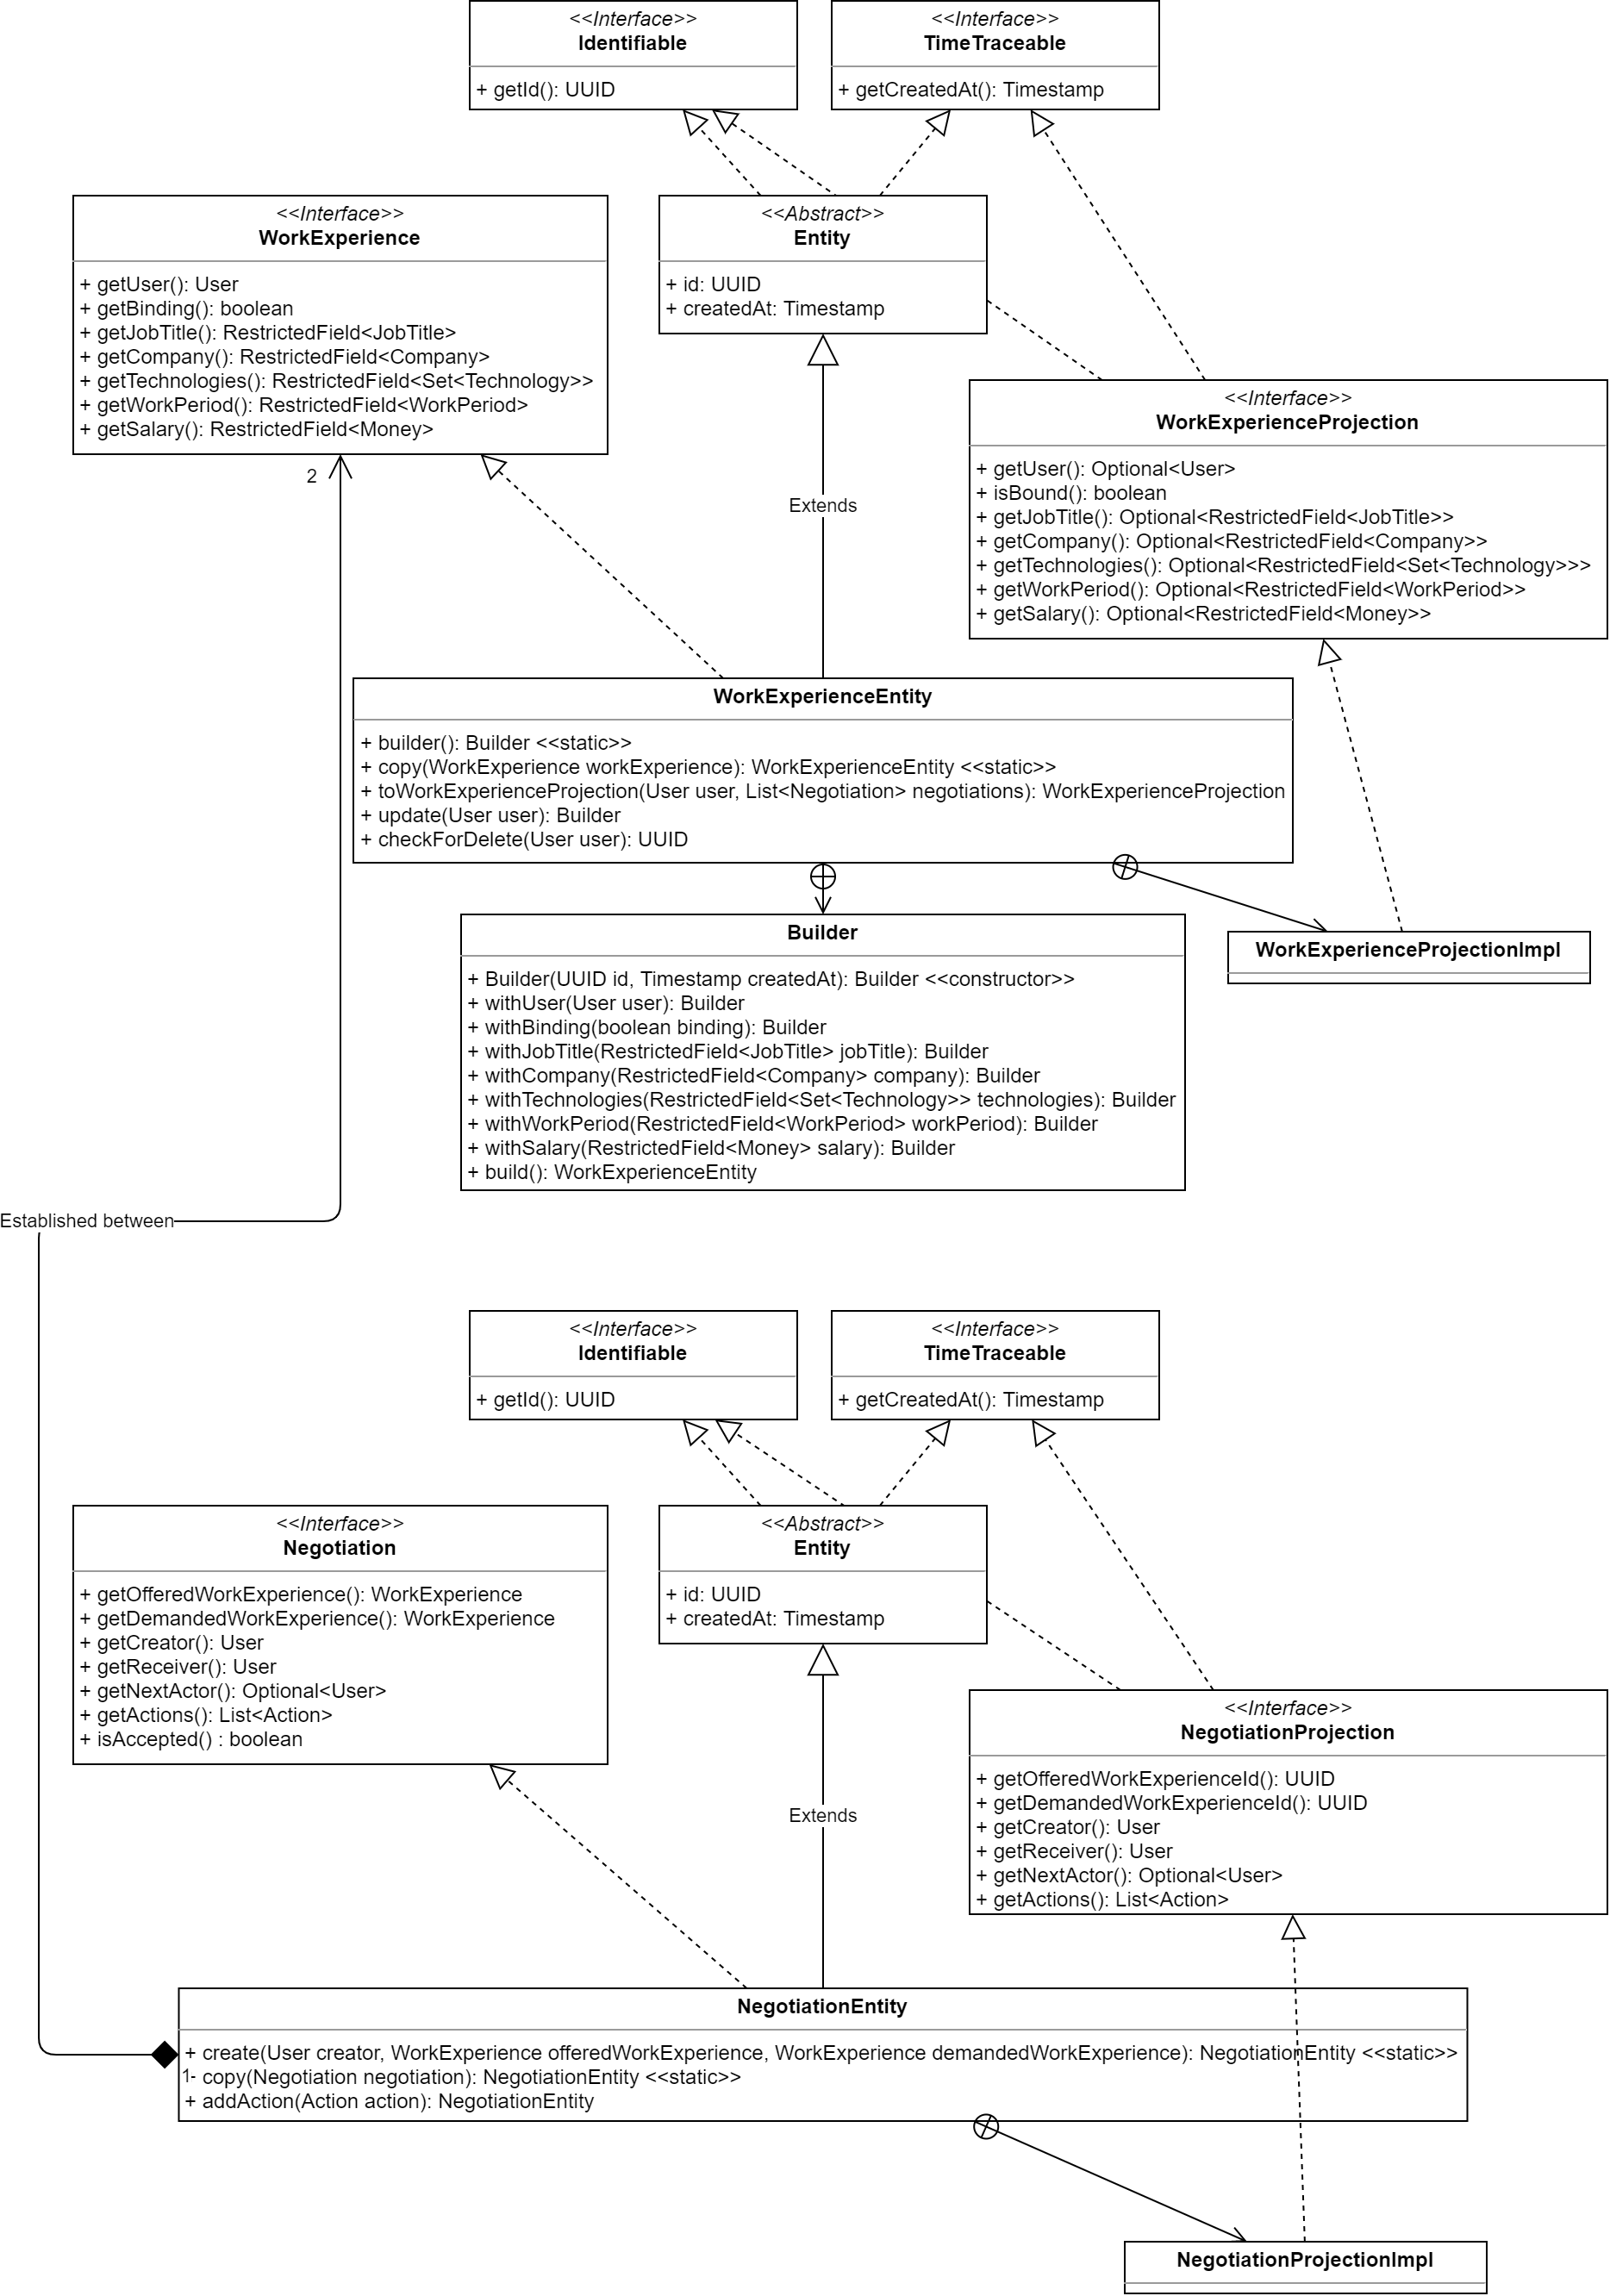 <<Interface>>
Identifiable
+ getId(): UUID
<<Interface>>
TimeTraceable
+ getCreatedAt(): Timestamp
<<Interface>>
WorkExperience
+ getUser(): User
+ getBinding(): boolean
+ getJobTitle(): RestrictedField<JobTitle>
+ getCompany(): RestrictedField<Company>
+ getTechnologies(): RestrictedField<Set<Technology>>
+ getWorkPeriod(): RestrictedField<WorkPeriod>
+ getSalary(): RestrictedField<Money>
<<Abstract>>
Entity
+ id: UUID
+ createdAt: Timestamp
<<Interface>>
WorkExperienceProjection
+ getUser(): Optional<User>
+ isBound(): boolean
+ getJobTitle(): Optional<RestrictedField<JobTitle>>
+ getCompany(): Optional<RestrictedField<Company>>
+ getTechnologies(): Optional<RestrictedField<Set<Technology>>>
+ getWorkPeriod(): Optional<RestrictedField<WorkPeriod>>
+ getSalary(): Optional<RestrictedField<Money>>
2
Extends
WorkExperienceEntity
+ builder(): Builder <<static>>
+ copy(WorkExperience workExperience): WorkExperienceEntity <<static>>
+ toWorkExperienceProjection(User user, List<Negotiation> negotiations): WorkExperienceProjection
+ update(User user): Builder
+ checkForDelete(User user): UUID
Builder
+ Builder(UUID id, Timestamp createdAt): Builder <<constructor>>
+ withUser(User user): Builder
+ withBinding(boolean binding): Builder
+ withJobTitle(RestrictedField<JobTitle> jobTitle): Builder
+ withCompany(RestrictedField<Company> company): Builder
+ withTechnologies(RestrictedField<Set<Technology>> technologies): Builder
+ withWorkPeriod(RestrictedField<WorkPeriod> workPeriod): Builder
+ withSalary(RestrictedField<Money> salary): Builder
+ build(): WorkExperienceEntity
WorkExperienceProjectionImpl
Established between
<<Interface>>
Identifiable
+ getId(): UUID
<<Interface>>
TimeTraceable
+ getCreatedAt(): Timestamp
<<Interface>>
Negotiation
+ getOfferedWorkExperience(): WorkExperience
+ getDemandedWorkExperience(): WorkExperience
+ getCreator(): User
+ getReceiver(): User
+ getNextActor(): Optional<User>
+ getActions(): List<Action>
+ isAccepted() : boolean
<<Abstract>>
Entity
+ id: UUID
+ createdAt: Timestamp
<<Interface>>
NegotiationProjection
+ getOfferedWorkExperienceId(): UUID
+ getDemandedWorkExperienceId(): UUID
+ getCreator(): User
+ getReceiver(): User
+ getNextActor(): Optional<User>
+ getActions(): List<Action>
Extends
NegotiationEntity
+ create(User creator, WorkExperience offeredWorkExperience, WorkExperience demandedWorkExperience): NegotiationEntity <<static>>
1
- copy(Negotiation negotiation): NegotiationEntity <<static>>
+ addAction(Action action): NegotiationEntity
NegotiationProjectionImpl